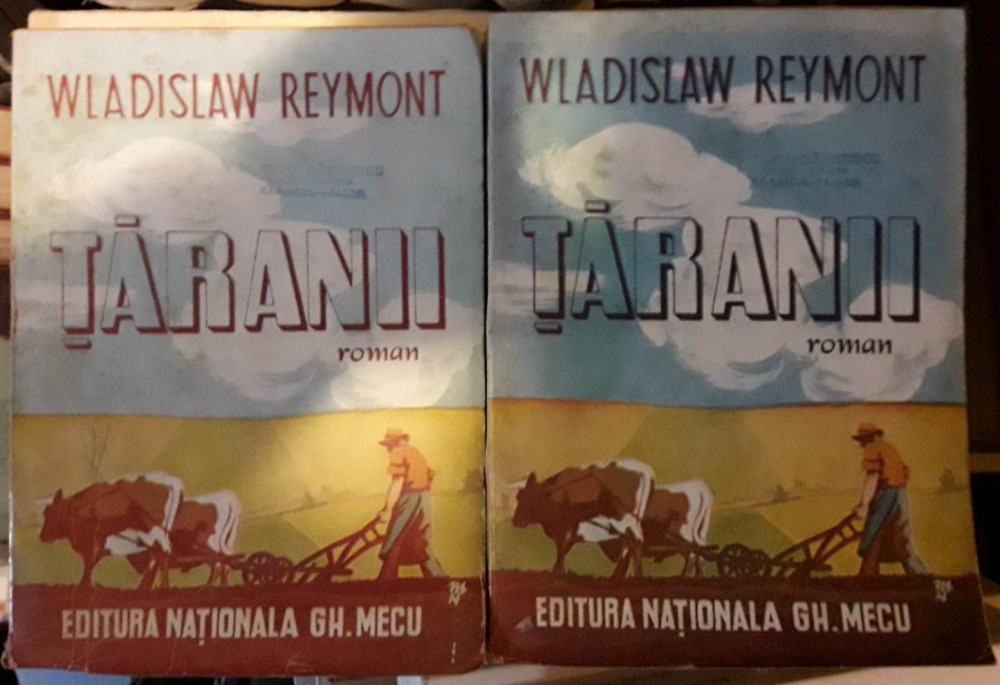 WLADISLAW REYMONT
ȚĂRANII
roman
EDITURA NAȚIONALA GH. MECU
WLADISLAW REYMONT
ȚĂRANII
roman
EDITURA NAȚIONALA GH. MECU